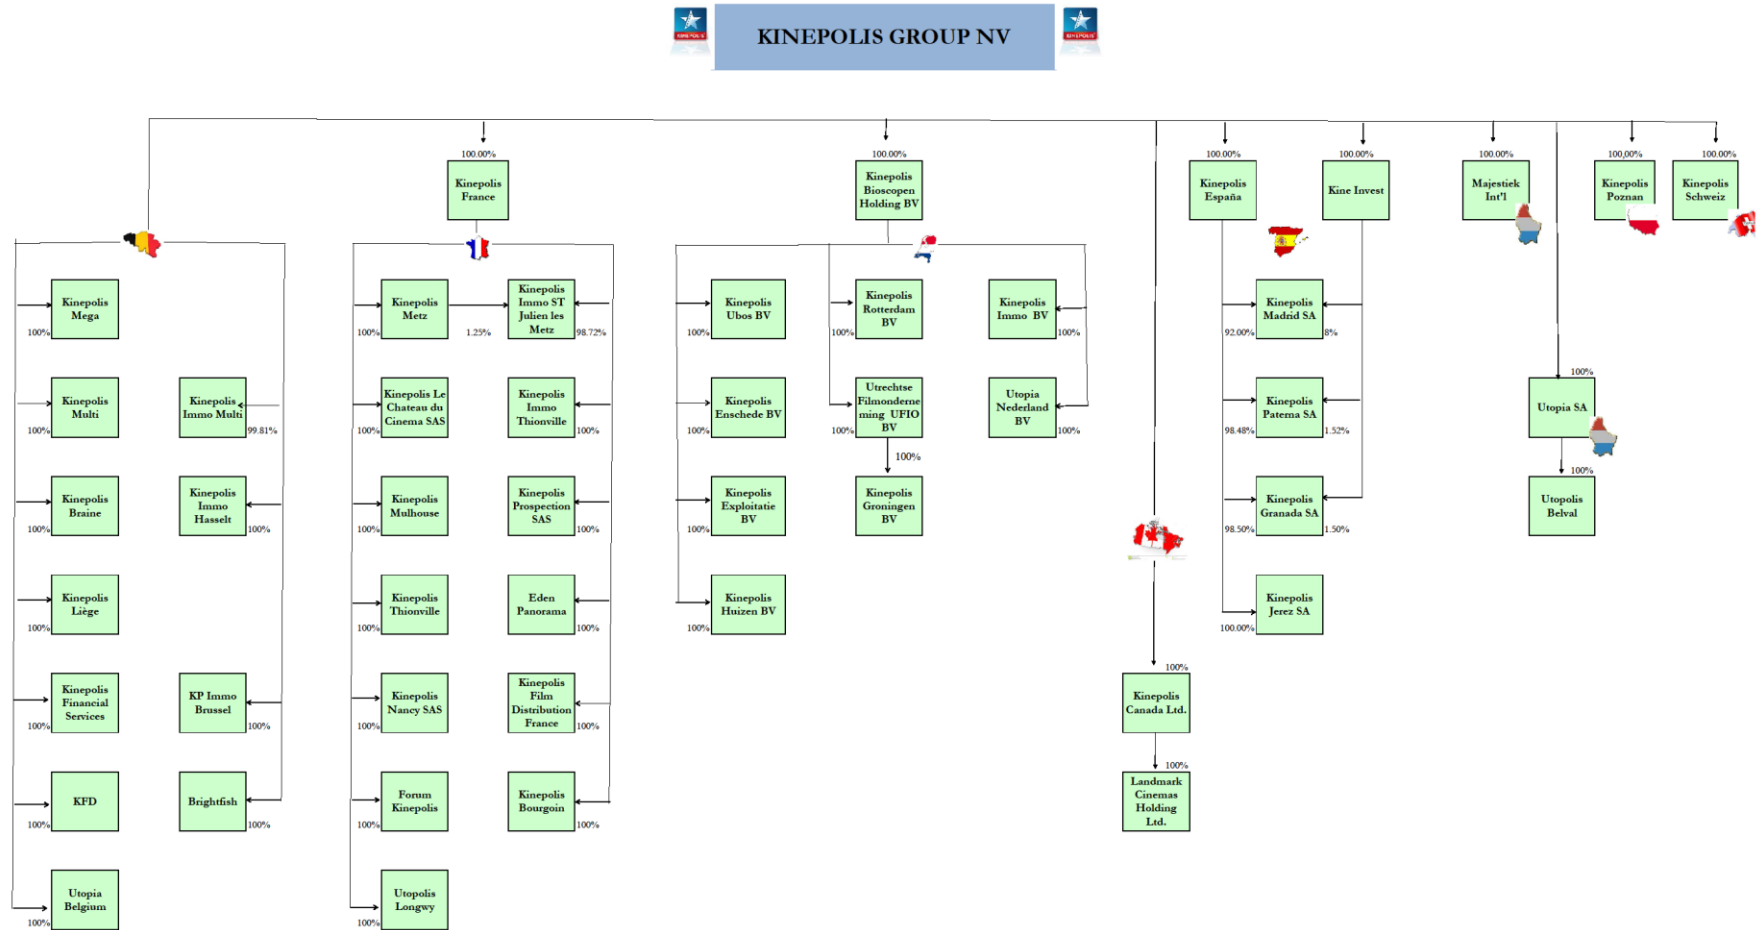 KINEPOLIS GROUP NV
KINEPOLIS
KINEPOLIS
100.00%
Kinepolis
France
100.00%
Kinepolis
Bioscopen
Holding BV
100.00%
Kinepolis
España
100.00%
Kine Invest
100.00%
Majestiek
Int'l
100,00%
Kinepolis
Poznan
100.00%
Kinepolis
Schweiz
Kinepolis
Mega
100%
Kinepolis
Multi
100%
Kinepolis
Braine
100%
Kinepolis
Liège
100%
Kinepolis
Financial
Services
100%
KFD
100%
Utopia
Belgium
100%
Kinepolis
Immo Multi
99.81%
Kinepolis
Immo
Hasselt
100%
KP Immo
Brussel
100%
Brightfish
100%
Kinepolis
Metz
100%
1.25%
Kinepolis Le
Chateau du
Cinema SAS
100%
Kinepolis
Mulhouse
100%
Kinepolis
Thionville
100%
Kinepolis
Nancy SAS
100%
Forum
Kinepolis
100%
Utopolis
Longwy
100%
Kinepolis
Immo ST
Julien les
Metz
98.72%
Kinepolis
Immo
Thionville
100%
Kinepolis
Prospection
SAS
100%
Eden
Panorama
100%
Kinepolis
Film
Distribution
France
100%
Kinepolis
Bourgoin
100%
Kinepolis
Ubos BV
100%
Kinepolis
Enschede BV
100%
Kinepolis
Exploitatie
BV
100%
Kinepolis
Huizen BV
100%
Kinepolis
Rotterdam
BV
100%
Utrechtse
Filmonderne
ming UFIO
BV
100%
100%
Kinepolis
Groningen
BV
Kinepolis
Immo BV
100%
Utopia
Nederland
BV
100%
100%
Kinepolis
Canada Ltd.
100%
Landmark
Cinemas
Holding
Ltd.
Kinepolis
Madrid SA
92.00%
8%
Kinepolis
Paterna SA
98.48%
1.52%
Kinepolis
Granada SA
98.50%
1.50%
Kinepolis
Jerez SA
100.00%
100%
Utopia SA
100%
Utopolis
Belval